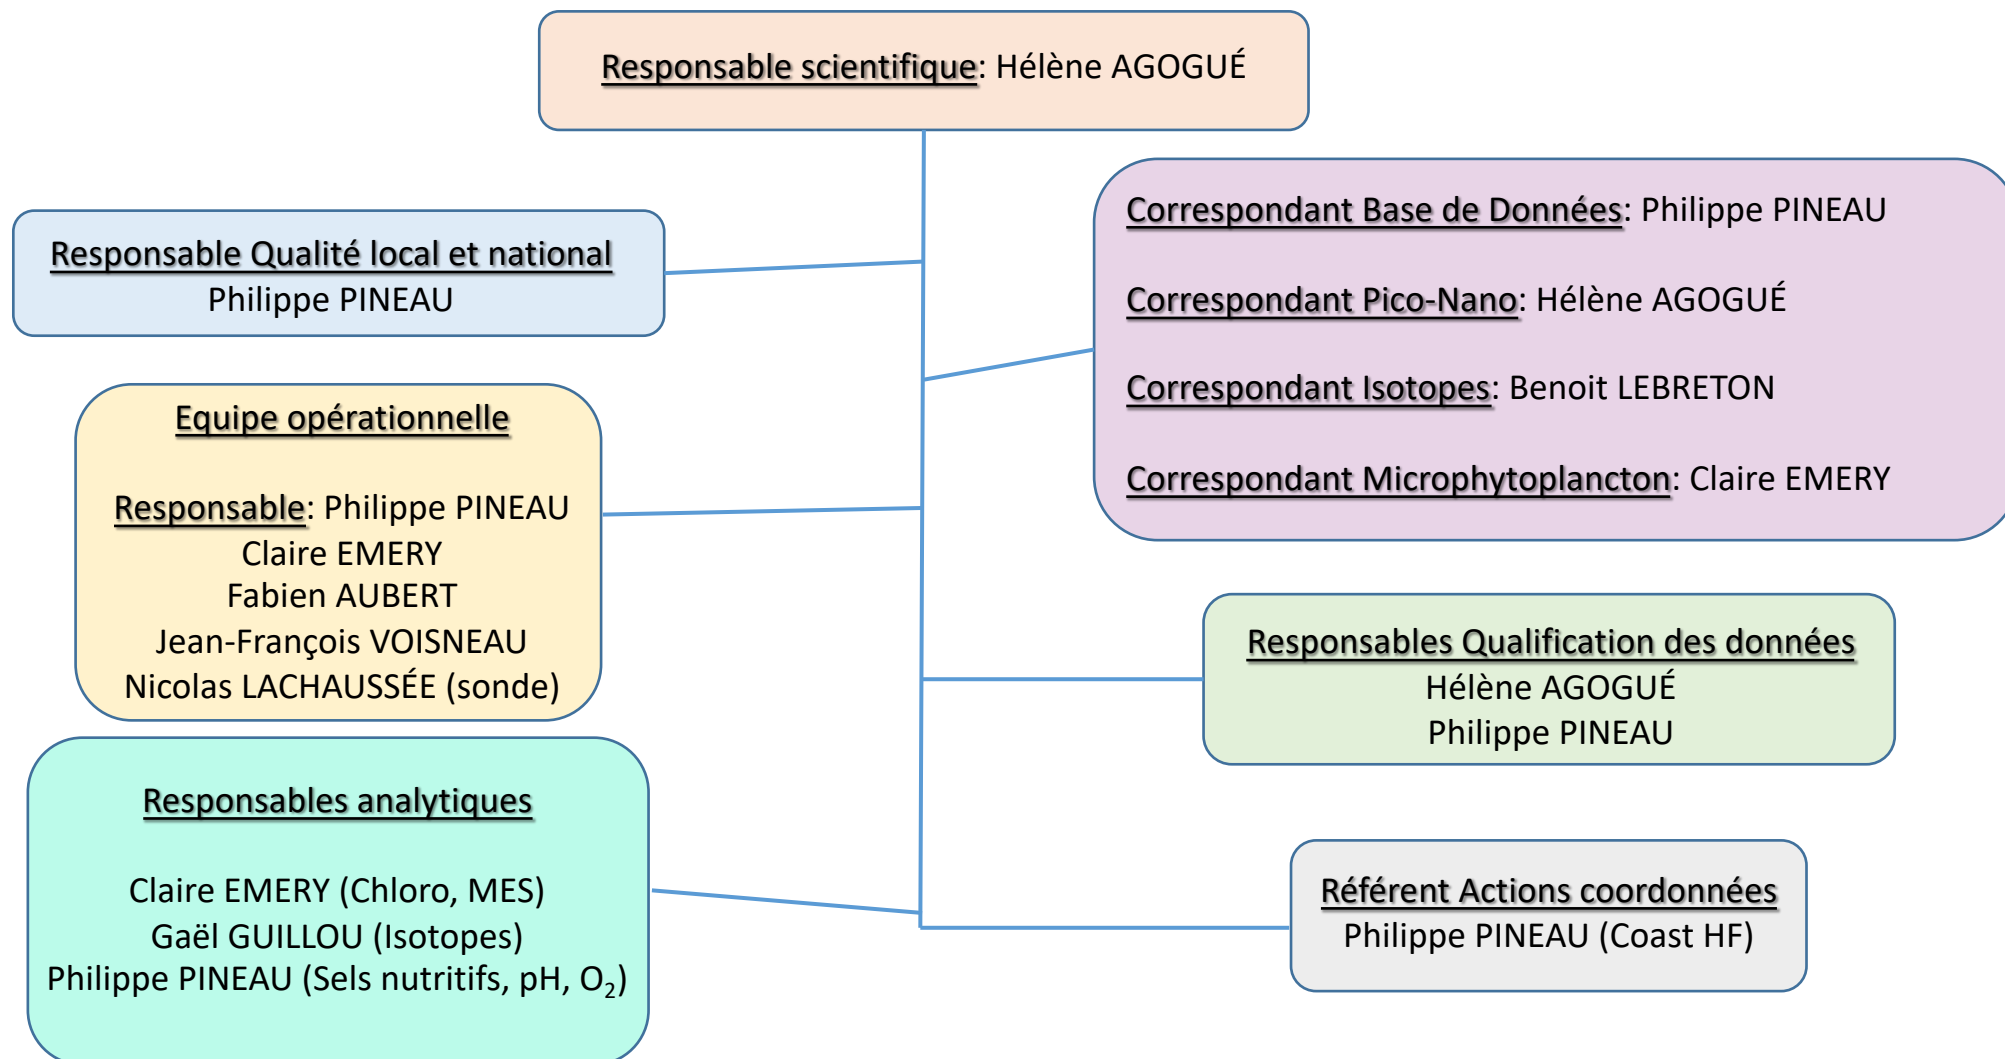 Responsable scientifique: Hélène AGOGUÉ
Responsable Qualité local et national
Philippe PINEAU
Correspondant Base de Données: Philippe PINEAU
Correspondant Pico-Nano: Hélène AGOGUÉ
Correspondant Isotopes: Benoit LEBRETON
Correspondant Microphytoplancton: Claire EMERY
Equipe opérationnelle
Responsable: Philippe PINEAU
Claire EMERY
Fabien AUBERT
Jean-François VOISNEAU
Nicolas LACHAUSSÉE (sonde)
Responsables Qualification des données
Hélène AGOGUÉ
Philippe PINEAU
Responsables analytiques
Claire EMERY (Chloro, MES)
Gaël GUILLOU (Isotopes)
Philippe PINEAU (Sels nutritifs, pH, O₂)
Référent Actions coordonnées
Philippe PINEAU (Coast HF)